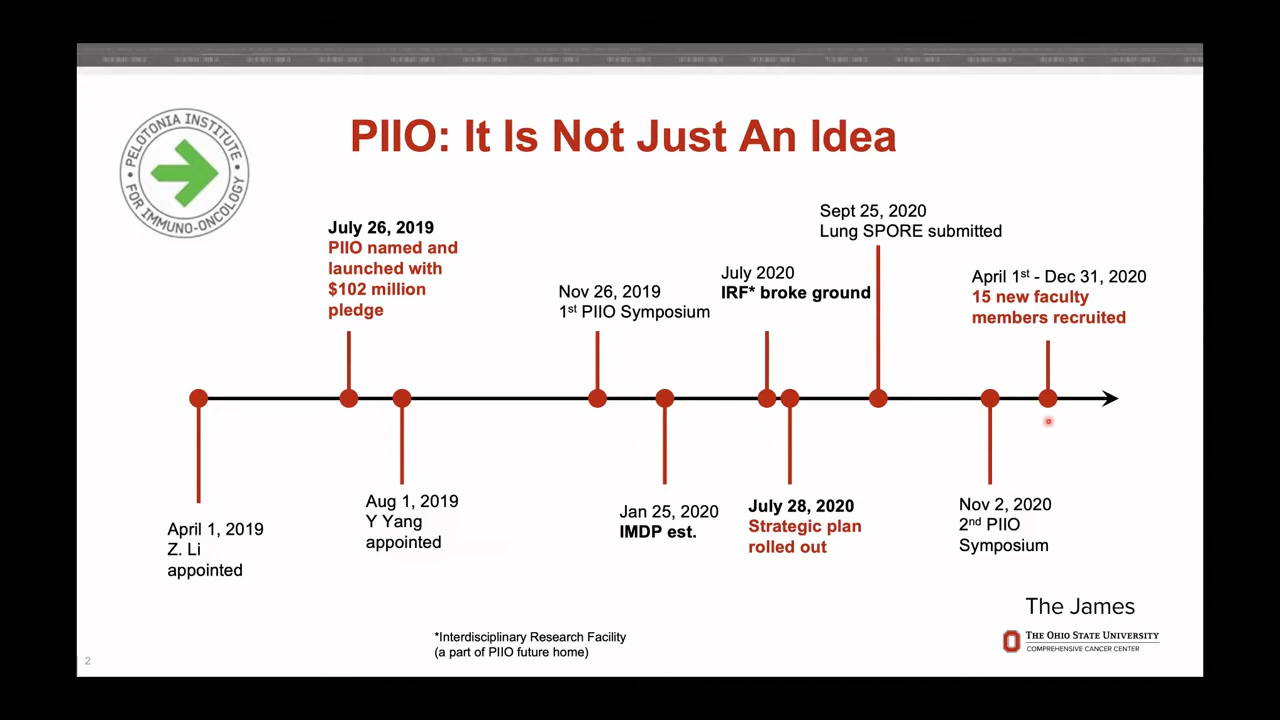 PELOTONIA INSTITUTE
FOR IMMUNO-ONCOLOGY
PIIO: It Is Not Just An Idea
July 26, 2019
PIIO named and
launched with
$102 million
pledge
Nov 26, 2019
1st PIIO Symposium
July 2020
IRF* broke ground
Sept 25, 2020
Lung SPORE submitted
April 1st - Dec 31, 2020
15 new faculty
members recruited
April 1, 2019
Z. Li
appointed
Aug 1, 2019
Y Yang
appointed
Jan 25, 2020
IMDP est.
July 28, 2020
Strategic plan
rolled out
Nov 2, 2020
2nd PIIO
Symposium
*Interdisciplinary Research Facility
(a part of PIIO future home)
The James
THE OHIO STATE UNIVERSITY
COMPREHENSIVE CANCER CENTER
2